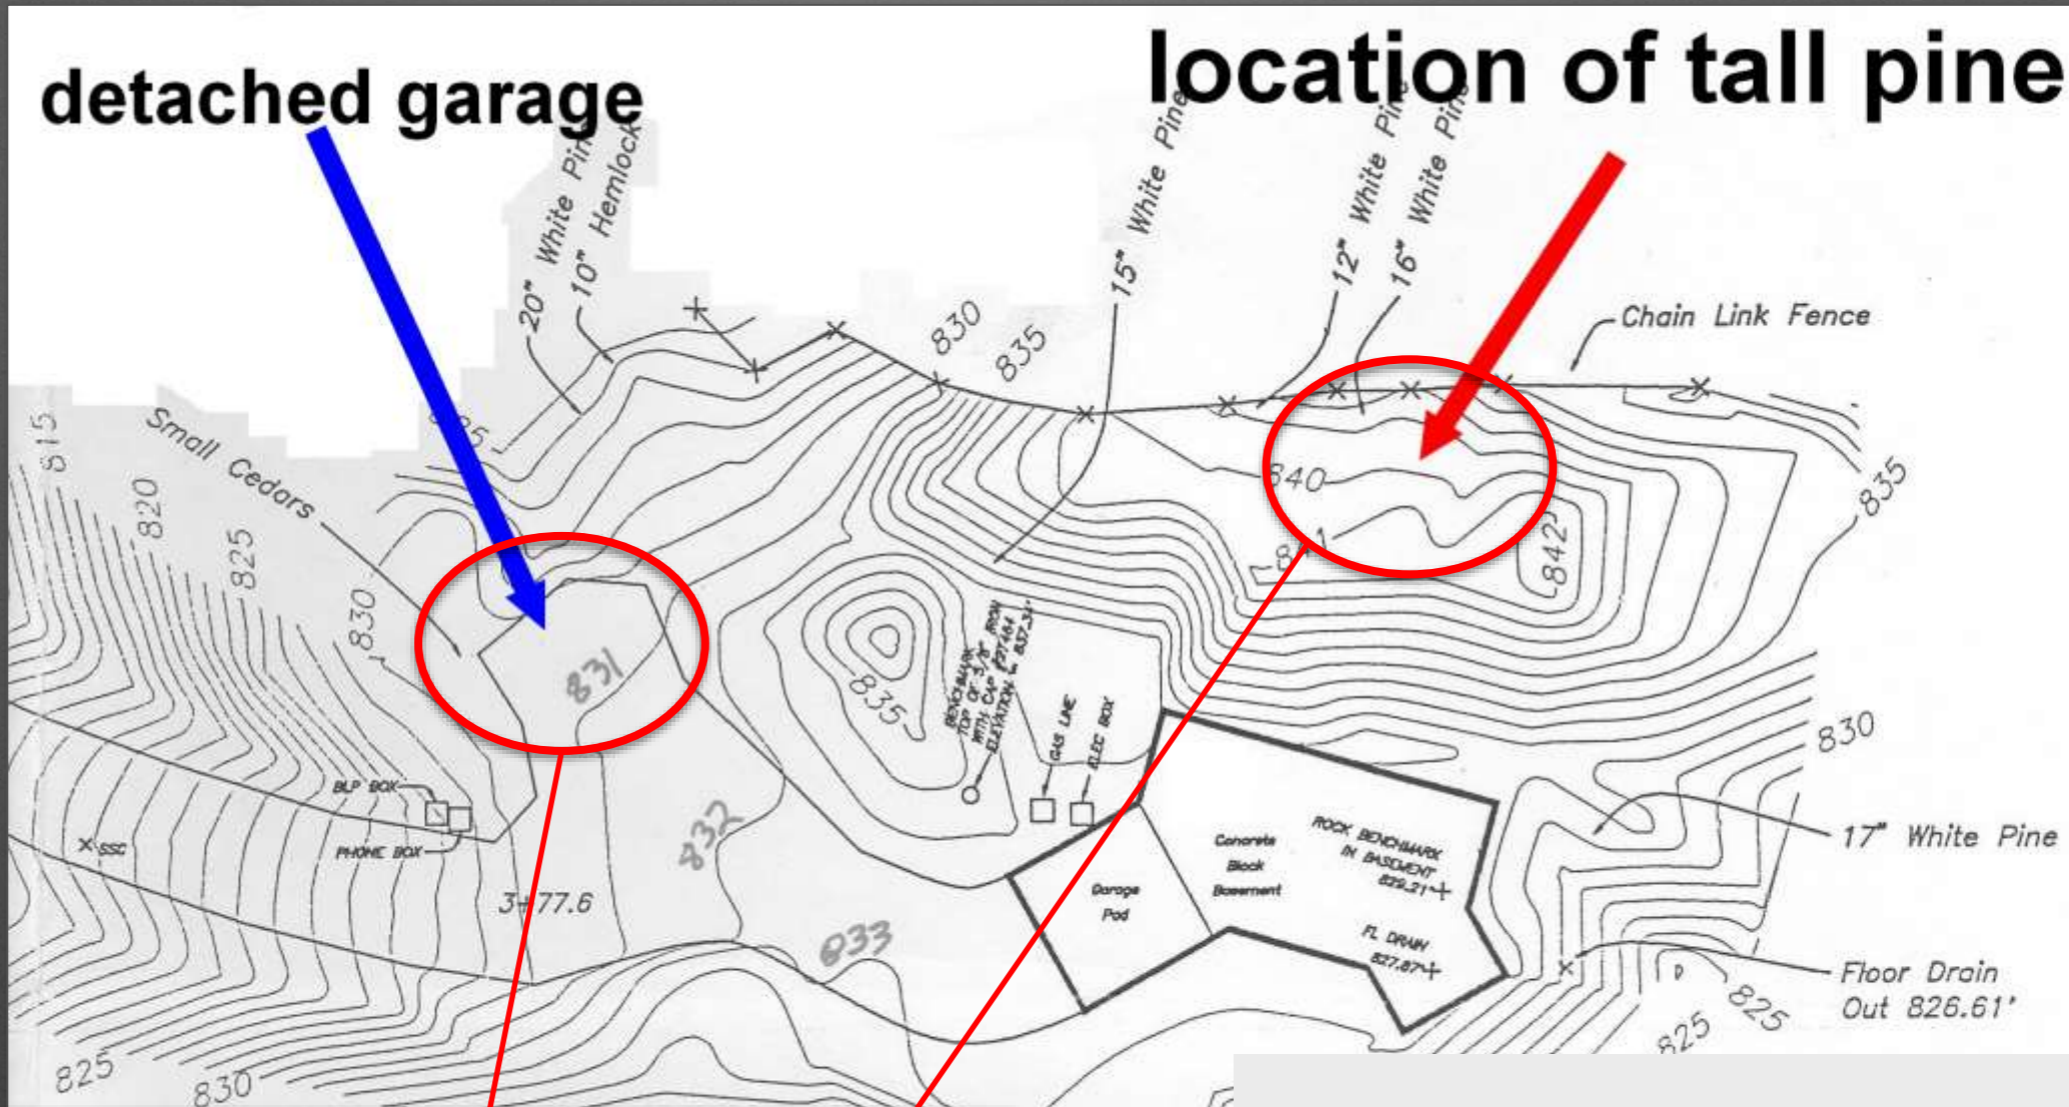 detached garage
location of tall pine
20" White Pine
10" Hemlock
15" White Pine
12" White Pine
16" White Pine
Chain Link Fence
830
835
815
820
825
830
Small Cedars
840
841
842
835
831
835
BENCHMARK
TOP OF 5/8" IRON
GAS LINE
ELEC BOX
830
BLP BOX
PHONE BOX
SSC
832
3+77.6
833
Garage
Pad
Concrete
Block
Basement
ROCK BENCHMARK
IN BASEMENT
829.21
FL DRAIN
827.87
17" White Pine
Floor Drain
Out 826.61'
825
825
825
830